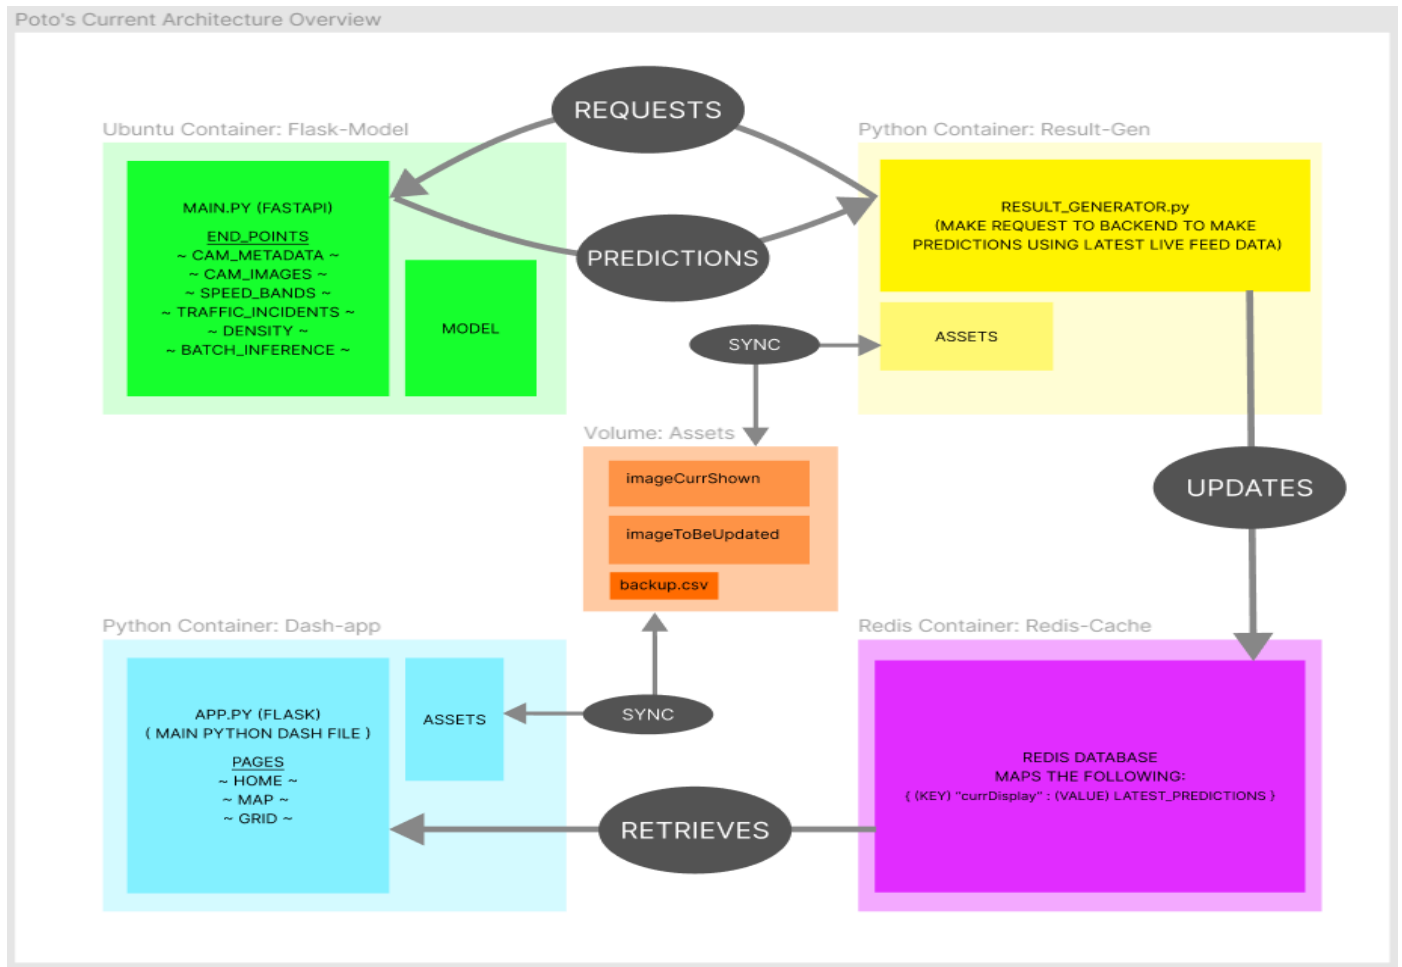 Poto's Current Architecture Overview
REQUESTS
Ubuntu Container: Flask-Model
MAIN.PY (FASTAPI)
END_POINTS
~ CAM_METADATA ~
~ CAM_IMAGES ~
~ SPEED_BANDS ~
~ TRAFFIC_INCIDENTS ~
~ DENSITY ~
~ BATCH_INFERENCE ~
MODEL
PREDICTIONS
Python Container: Result-Gen
RESULT_GENERATOR.py
(MAKE REQUEST TO BACKEND TO MAKE
PREDICTIONS USING LATEST LIVE FEED DATA)
ASSETS
SYNC
Volume: Assets
imageCurrShown
imageToBeUpdated
backup.csv
UPDATES
Python Container: Dash-app
APP.PY (FLASK)
( MAIN PYTHON DASH FILE )
PAGES
~ HOME ~
~ MAP ~
~ GRID ~
ASSETS
SYNC
RETRIEVES
Redis Container: Redis-Cache
REDIS DATABASE
MAPS THE FOLLOWING:
{ (KEY) "currDisplay" : (VALUE) LATEST_PREDICTIONS }